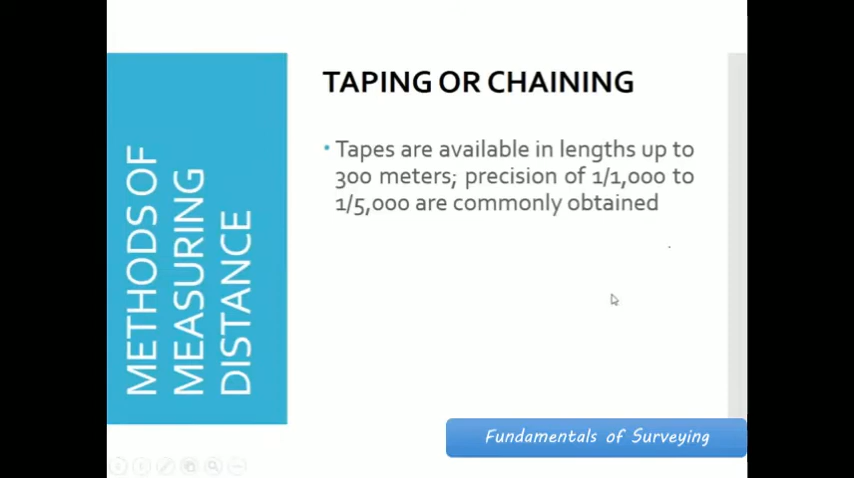 METHODS OF
MEASURING
DISTANCE
TAPING OR CHAINING
• Tapes are available in lengths up to
300 meters; precision of 1/1,000 to
1/5,000 are commonly obtained
Fundamentals of Surveying